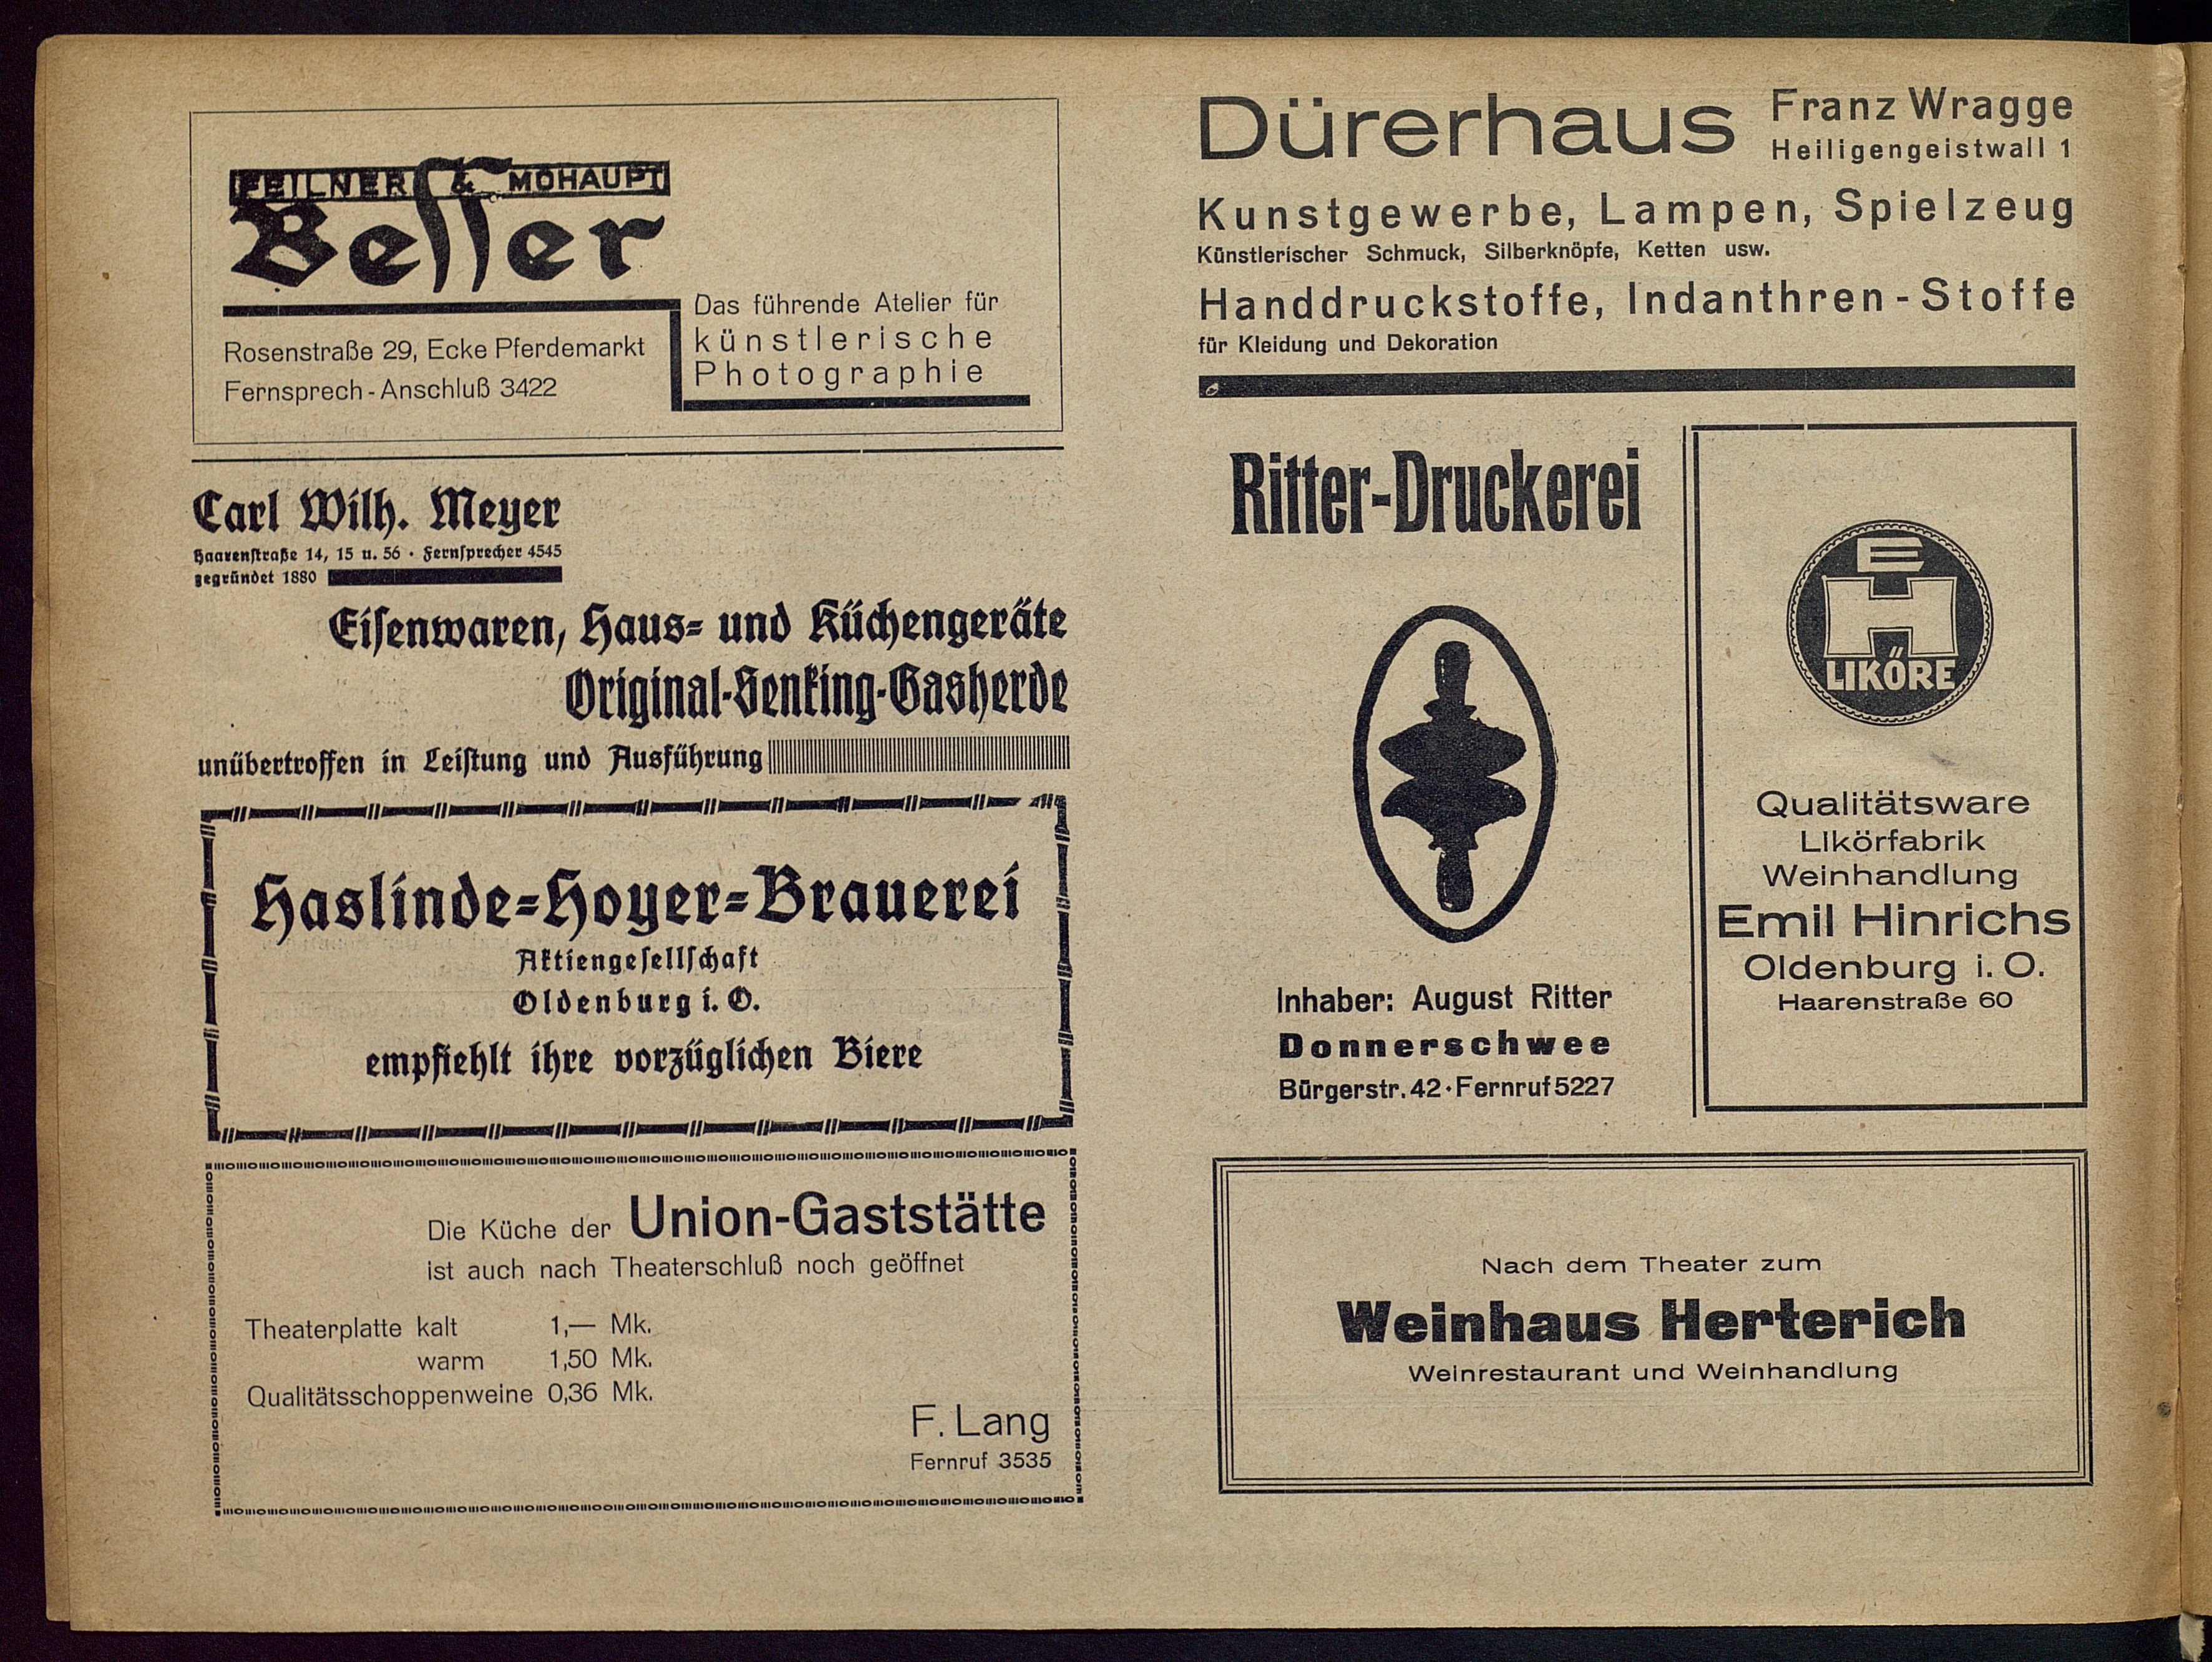 FEILNER & MOHAUPT
Beſſer
Das führende Atelier für
künstlerische
Photographie
Rosenstraße 29, Ecke Pferdemarkt
Fernsprech-Anschluß 3422
Carl Wilh. Meyer
Haarenſtraße 14, 15 u. 56 · Fernſprecher 4545
gegründet 1880
Eiſenwaren, Haus- und Küchengeräte
Original-Senking-Gasherde
unübertroffen in Leiſtung und Ausführung
Haslinde-Hoyer-Brauerei
Aktiengeſellſchaft
Oldenburg i. O.
empfiehlt ihre vorzüglichen Biere
Die Küche der Union-Gaststätte
ist auch nach Theaterschluß noch geöffnet
Theaterplatte kalt 1,— Mk.
warm 1,50 Mk.
Qualitätsschoppenweine 0,36 Mk.
F. Lang
Fernruf 3535
Dürerhaus Franz Wragge
Heiligengeistwall 1
Kunstgewerbe, Lampen, Spielzeug
Künstlerischer Schmuck, Silberknöpfe, Ketten usw.
Handdruckstoffe, Indanthren-Stoffe
für Kleidung und Dekoration
Ritter-Druckerei
Inhaber: August Ritter
Donnerschwee
Bürgerstr. 42 · Fernruf 5227
E
H
LIKÖRE
Qualitätsware
Likörfabrik
Weinhandlung
Emil Hinrichs
Oldenburg i. O.
Haarenstraße 60
Nach dem Theater zum
Weinhaus Herterich
Weinrestaurant und Weinhandlung